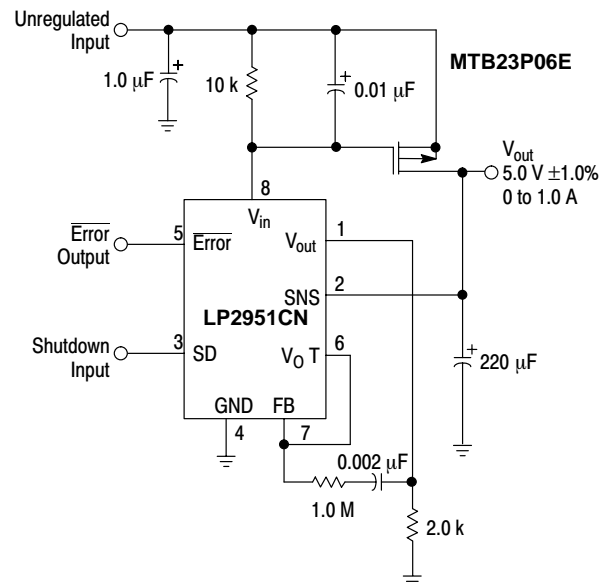 Unregulated
Input
MTB23P06E
1.0 µF
+
10 k
+
0.01 µF
Vout
5.0 V ±1.0%
0 to 1.0 A
8
Vin
Error
Output
5
Error
Vout
1
SNS
2
LP2951CN
Shutdown
Input
3
SD
VO T
6
+
220 µF
GND
FB
4
7
0.002 µF
1.0 M
2.0 k